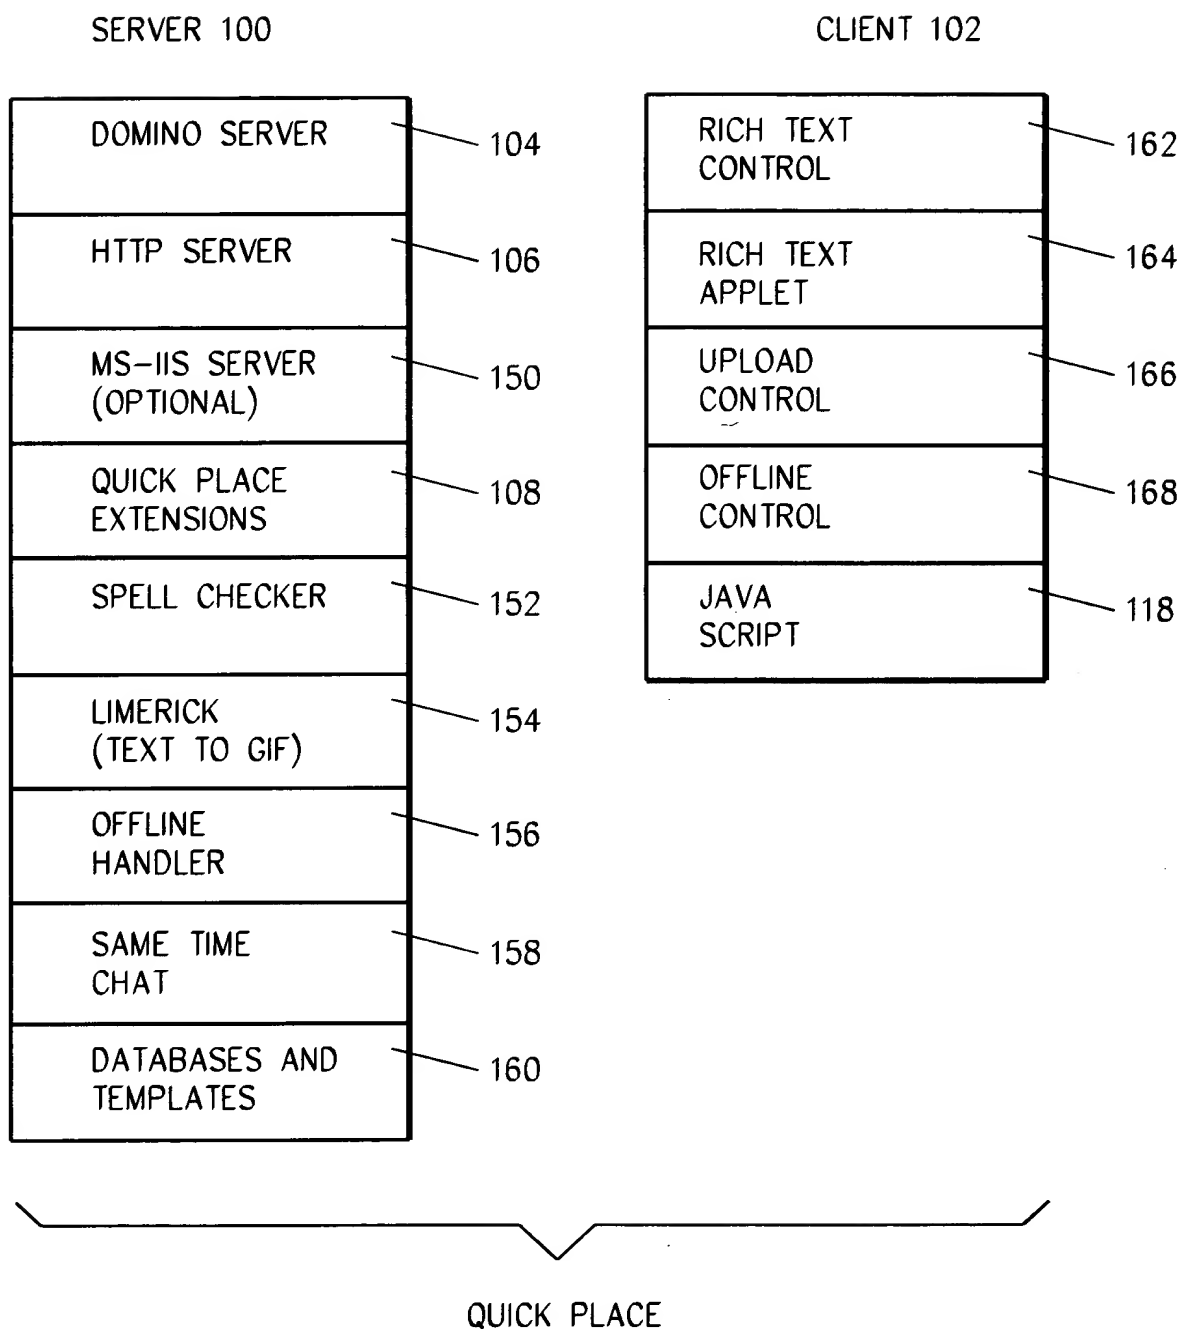 SERVER 100
DOMINO SERVER
104
HTTP SERVER
106
MS-IIS SERVER
(OPTIONAL)
150
QUICK PLACE
EXTENSIONS
108
SPELL CHECKER
152
LIMERICK
(TEXT TO GIF)
154
OFFLINE
HANDLER
156
SAME TIME
CHAT
158
DATABASES AND
TEMPLATES
160
CLIENT 102
RICH TEXT
CONTROL
162
RICH TEXT
APPLET
164
UPLOAD
CONTROL
166
OFFLINE
CONTROL
168
JAVA
SCRIPT
118
QUICK PLACE